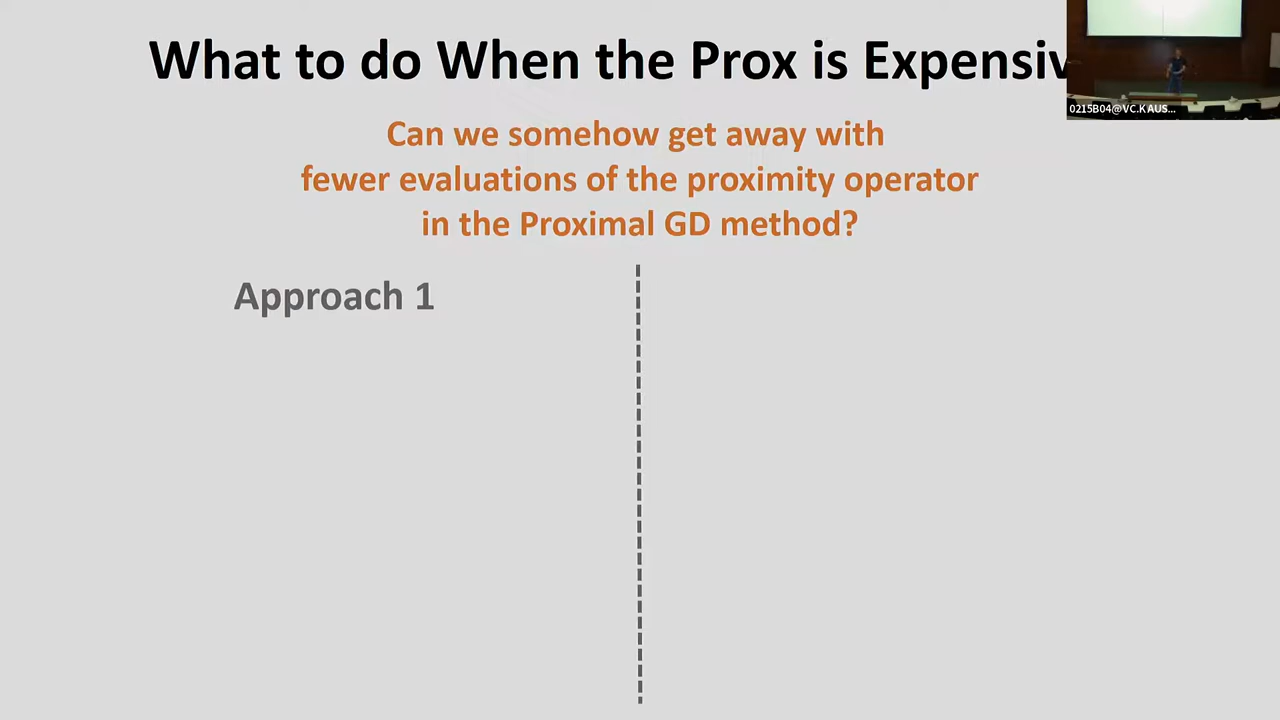 What to do When the Prox is Expensiv
0215B04@VC.KAUS...
Can we somehow get away with
fewer evaluations of the proximity operator
in the Proximal GD method?
Approach 1